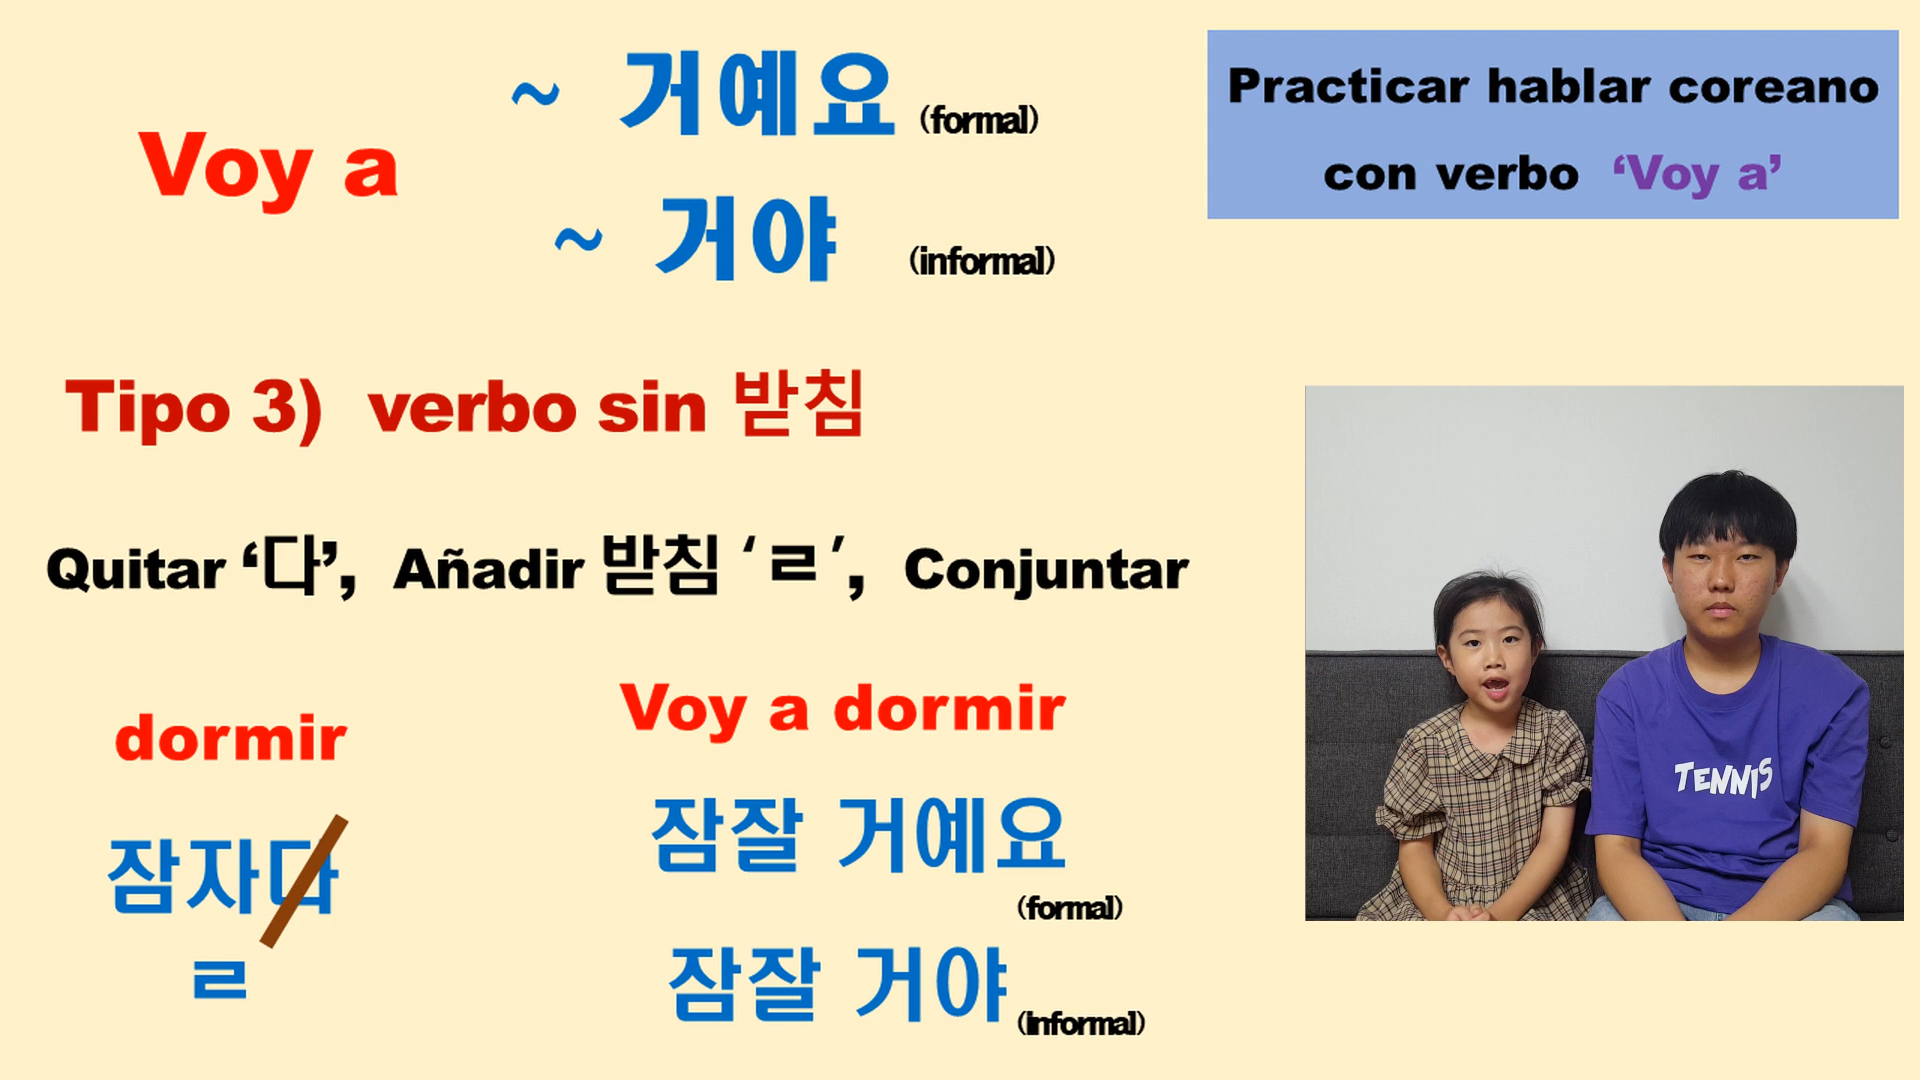 Voy a
~ 거예요 (formal)
~ 거야 (informal)
Practicar hablar coreano
con verbo ‘Voy a’
Tipo 3) verbo sin 받침
Quitar ‘다’, Añadir 받침 ‘ㄹ’, Conjuntar
dormir
잠자다
ㄹ
Voy a dormir
잠잘 거예요
(formal)
잠잘 거야 (informal)
TENNIS